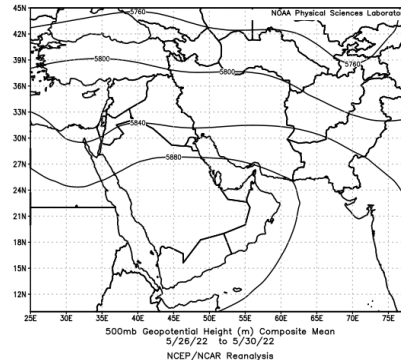 NOAA Physical Sciences Laborato
45N
42N
39N
36N
33N
30N
27N
24N
21N
18N
15N
12N
5760
5760
5800
5800
5840
5840
5880
25E 30E 35E 40E 45E 50E 55E 60E 65E 70E 75E
500mb Geopotential Height (m) Composite Mean
5/26/22 to 5/30/22
NCEP/NCAR Reanalysis